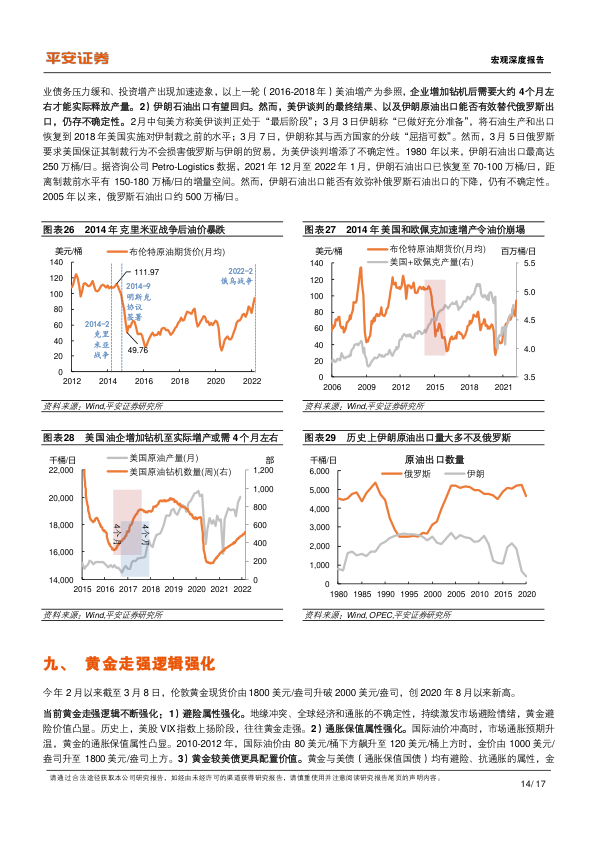 平安证券
宏观深度报告
业债务压力缓和、投资增产出现加速迹象，以上一轮（2016-2018 年）美油增产为参照，企业增加钻机后需要大约 4 个月左
右才能实际释放产量。2）伊朗石油出口有望回归。然而，美伊谈判的最终结果、以及伊朗原油出口能否有效替代俄罗斯出
口，仍存不确定性。2月中旬美方称美伊谈判正处于“最后阶段”；3 月 3 日伊朗称“已做好充分准备”，将石油生产和出口
恢复到 2018 年美国实施对伊制裁之前的水平；3 月 7 日，伊朗称其与西方国家的分歧“屈指可数”。然而，3 月 5 日俄罗斯
要求美国保证其制裁行为不会损害俄罗斯与伊朗的贸易，为美伊谈判增添了不确定性。1980 年以来，伊朗石油出口最高达
250 万桶/日。据咨询公司 Petro-Logistics 数据，2021 年 12 月至 2022 年 1 月，伊朗石油出口已恢复至 70-100 万桶/日，距
离制裁前水平有 150-180 万桶/日的增量空间。然而，伊朗石油出口能否有效弥补俄罗斯石油出口的下降，仍有不确定性。
2005 年以来，俄罗斯石油出口约 500 万桶/日。
图表26 2014 年克里米亚战争后油价暴跌
美元/桶
布伦特原油期货价(月均)
140
120
100
80
60
40
20
0
111.97
2014-9
明斯克
协议
签署
2022-2
俄乌战争
2014-2
克里
米亚
战争
49.76
2012 2014 2016 2018 2020 2022
资料来源：Wind,平安证券研究所
图表27 2014 年美国和欧佩克加速增产令油价崩塌
美元/桶
布伦特原油期货价(月均)
美国+欧佩克产量(右)
百万桶/日
140
120
100
80
60
40
20
0
5.5
5.0
4.5
4.0
3.5
2006 2009 2012 2015 2018 2021
资料来源：Wind,平安证券研究所
图表28 美国油企增加钻机至实际增产或需 4 个月左右
千桶/日
美国原油产量(月)
美国原油钻机数量(周)(右)
部
22,000
20,000
18,000
16,000
14,000
1,200
1,000
800
600
400
200
0
4个月
4个月
2015 2016 2017 2018 2019 2020 2021 2022
资料来源：Wind,平安证券研究所
图表29 历史上伊朗原油出口量大多不及俄罗斯
千桶/日
原油出口数量
俄罗斯 伊朗
6,000
5,000
4,000
3,000
2,000
1,000
0
1980 1985 1990 1995 2000 2005 2010 2015 2020
资料来源：Wind, OPEC,平安证券研究所
九、 黄金走强逻辑强化
今年 2 月以来截至 3 月 8 日，伦敦黄金现货价由 1800 美元/盎司升破 2000 美元/盎司，创 2020 年 8 月以来新高。
当前黄金走强逻辑不断强化：1）避险属性强化。地缘冲突、全球经济和通胀的不确定性，持续激发市场避险情绪，黄金避
险价值凸显。历史上，美股 VIX 指数上扬阶段，往往黄金走强。2）通胀保值属性强化。国际油价冲高时，市场通胀预期升
温，黄金的通胀保值属性凸显。2010-2012 年，国际油价由 80 美元/桶下方飙升至 120 美元/桶上方时，金价由 1000 美元/
盎司升至 1800 美元/盎司上方。3）黄金较美债更具配置价值。黄金与美债（通胀保值国债）均有避险、抗通胀的属性，金
请通过合法途径获取本公司研究报告，如经由未经许可的渠道获得研究报告，请慎重使用并注意阅读研究报告尾页的声明内容。
14/ 17